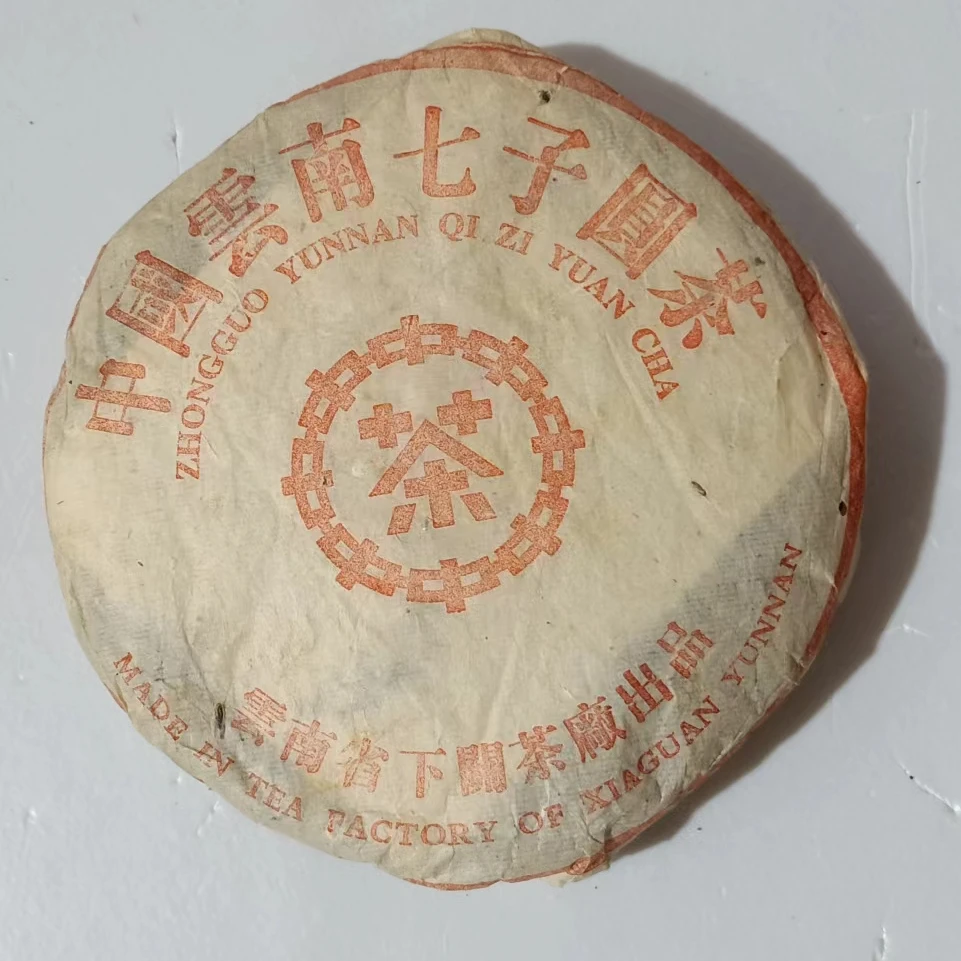 中國雲南七子圓茶
ZHONGGUO YUNNAN QI ZI YUAN CHA
茶
雲南省下關茶廠出品
MADE IN TEA FACTORY OF XIAGUAN YUNNAN